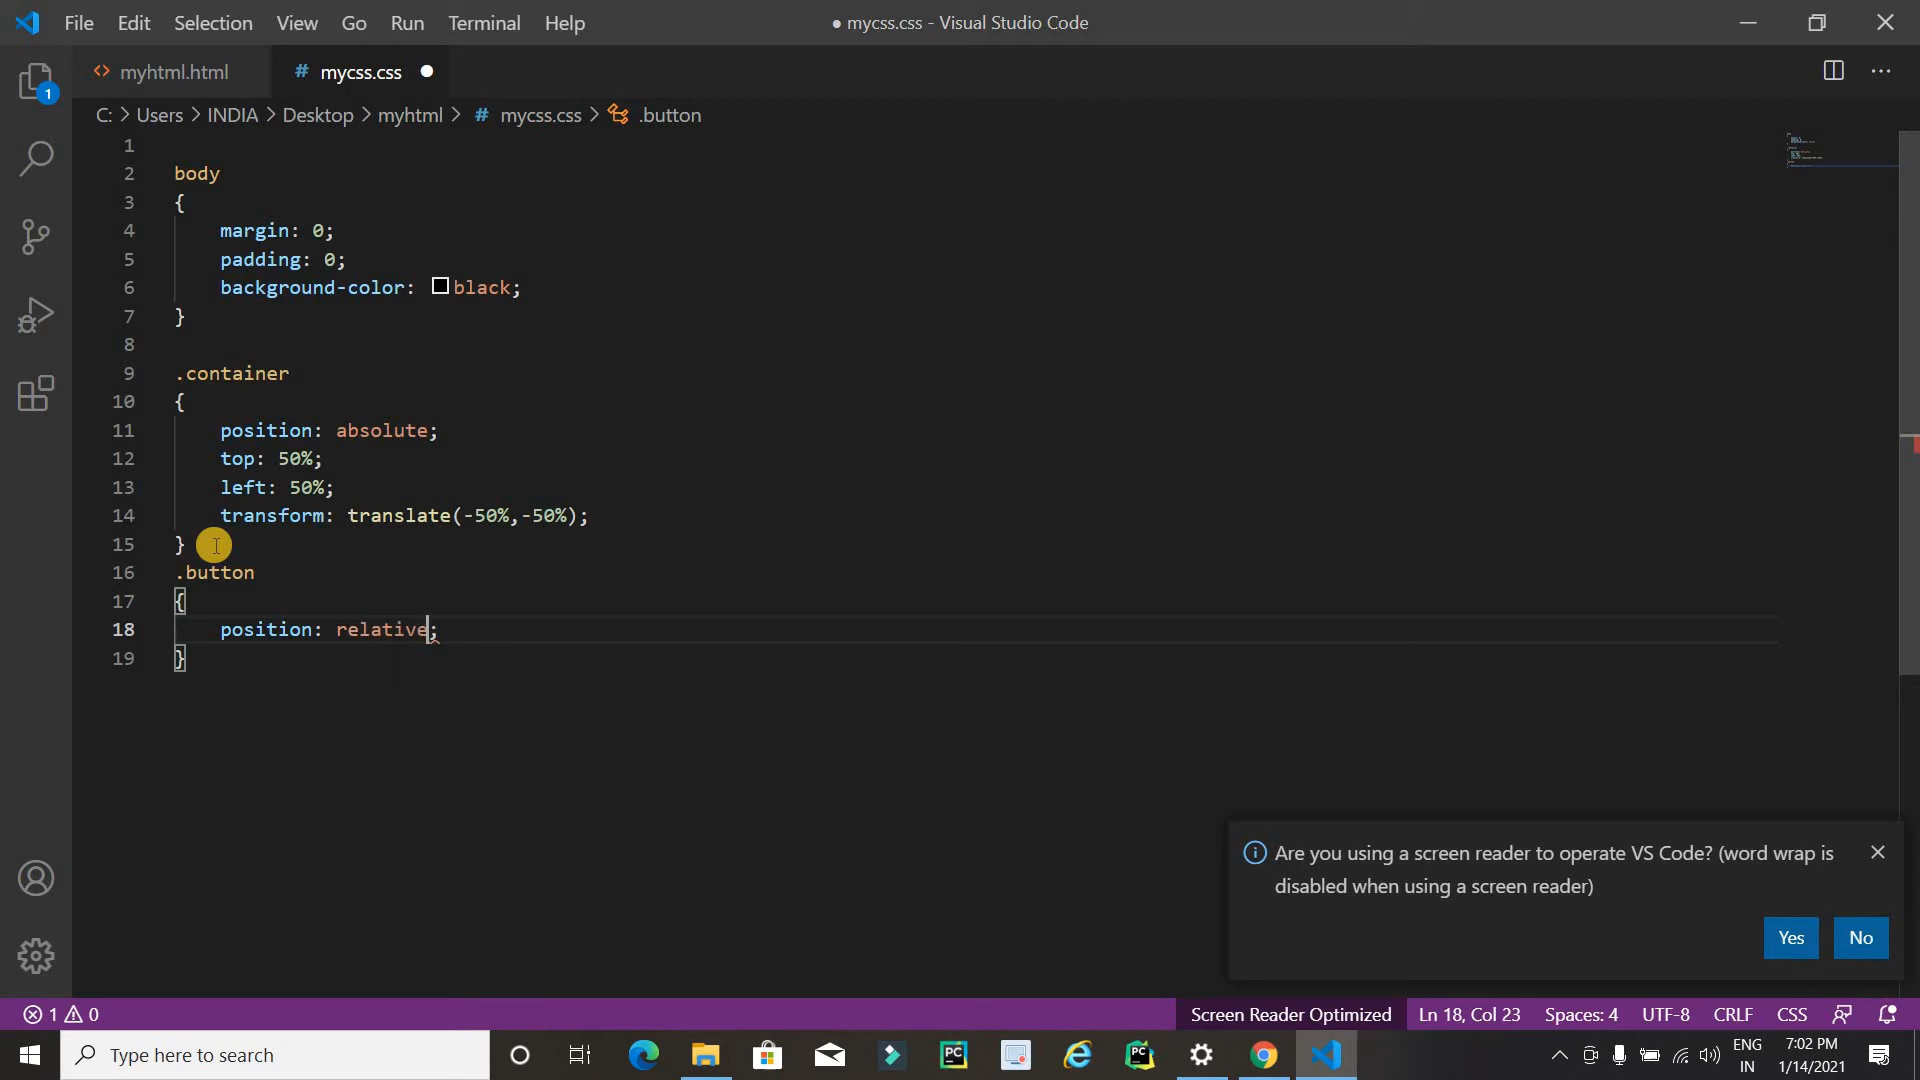 File Edit Selection View Go Run Terminal Help ● mycss.css - Visual Studio Code
myhtml.html # mycss.css
1
C: > Users > INDIA > Desktop > myhtml > # mycss.css > .button
1
2 body
3 {
4 margin: 0;
5 padding: 0;
6 background-color: black;
7 }
8
9 .container
10 {
11 position: absolute;
12 top: 50%;
13 left: 50%;
14 transform: translate(-50%,-50%);
15 }
16 .button
17 {
18 position: relative;
19 }
Are you using a screen reader to operate VS Code? (word wrap is
disabled when using a screen reader)
Yes No
1 0 Screen Reader Optimized Ln 18, Col 23 Spaces: 4 UTF-8 CRLF CSS
Type here to search PC PC ENG 7:02 PM
IN 1/14/2021